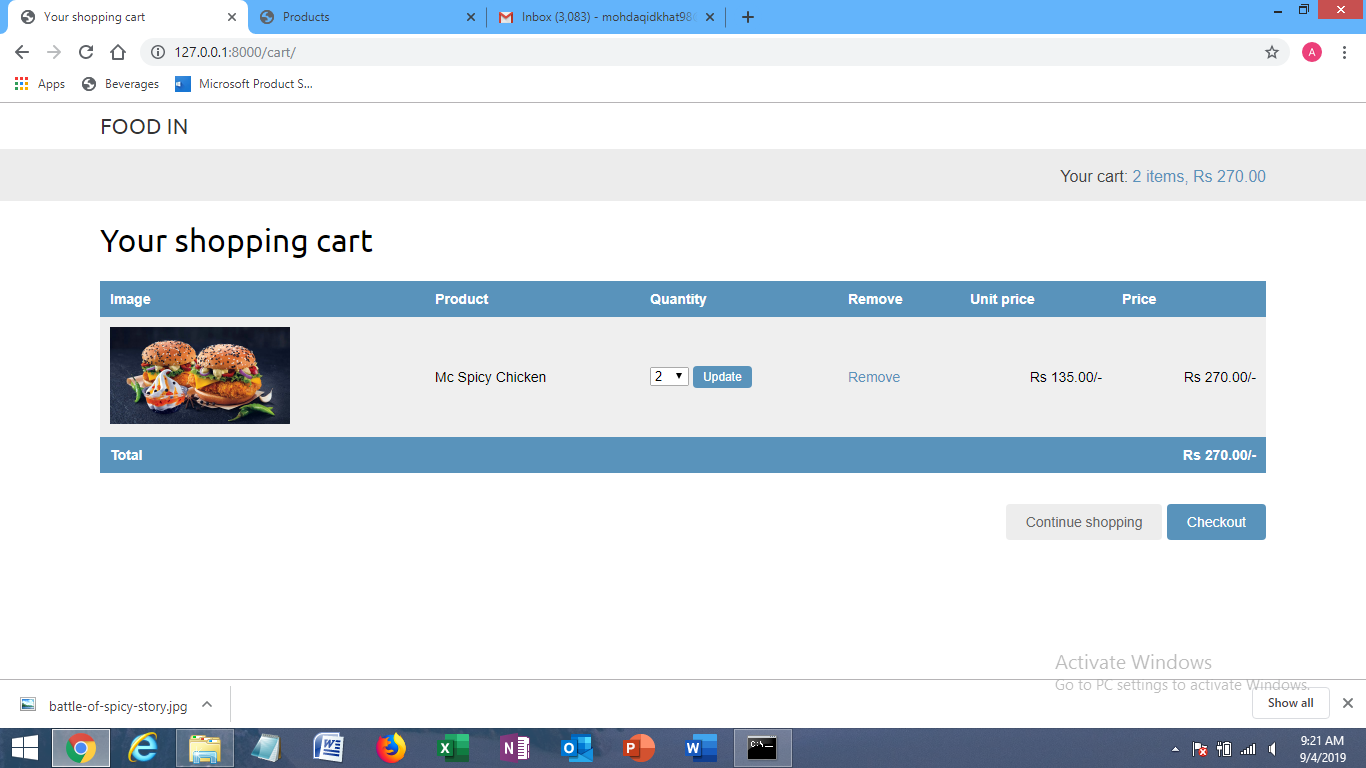 Your shopping cart
Products
Inbox (3,083) - mohdaqidkhat98
127.0.0.1:8000/cart/
A
Apps
Beverages
Microsoft Product S...
FOOD IN
Your cart: 2 items, Rs 270.00
Your shopping cart
Image Product Quantity Remove Unit price Price
Mc Spicy Chicken 2 Update Remove Rs 135.00/- Rs 270.00/-
Total Rs 270.00/-
Continue shopping Checkout
Activate Windows
Go to PC settings to activate Windows.
battle-of-spicy-story.jpg
Show all
9:21 AM
9/4/2019